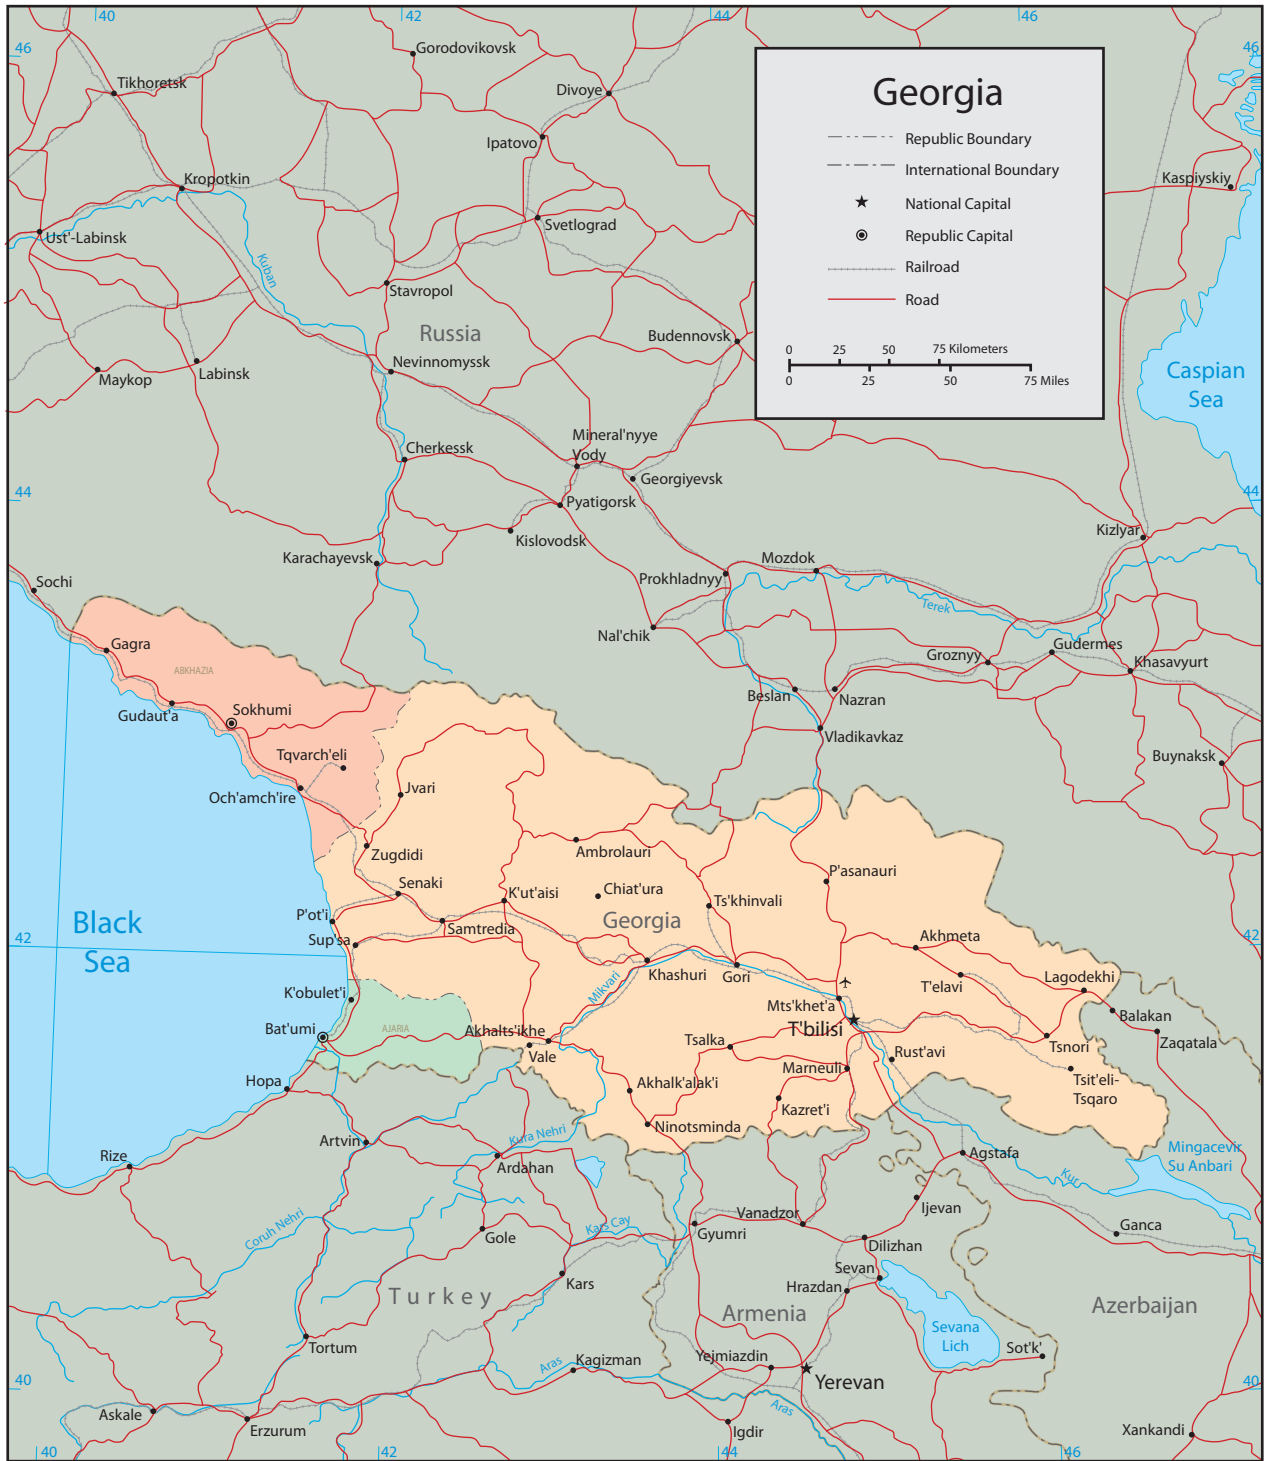 40
42
44
46
46
46
Georgia
Republic Boundary
International Boundary
National Capital
Republic Capital
Railroad
Road
0
25
50
75 Kilometers
0
25
50
75 Miles
Gorodovikovsk
Tikhoretsk
Divoye
Ipatovo
Kropotkin
Kaspiyskiy
Ust'-Labinsk
Svetlograd
Kuban
Stavropol
Russia
Budennovsk
Nevinnomyssk
Maykop
Labinsk
Caspian
Sea
Mineral'nyye
Vody
Cherkessk
Georgiyevsk
44
44
Pyatigorsk
Kislovodsk
Kizlyar
Karachayevsk
Mozdok
Prokhladnyy
Sochi
Terek
Nal'chik
Gagra
Groznyy
Gudermes
Khasavyurt
ABKHAZIA
Beslan
Nazran
Gudaut'a
Sokhumi
Vladikavkaz
Tqvarch'eli
Buynaksk
Och'amch'ire
Jvari
Zugdidi
Ambrolauri
P'asanauri
Senaki
K'ut'aisi
Chiat'ura
Ts'khinvali
P'ot'i
Georgia
Samtredia
Black
Sea
42
42
Sup'sa
Akhmeta
Khashuri
Gori
T'elavi
Lagodekhi
K'obulet'i
Mikvari
Mts'khet'a
Balakan
Bat'umi
AJARIA
Akhalts'ikhe
T'bilisi
Tsalka
Zaqatala
Vale
Rust'avi
Tsnori
Hopa
Marneuli
Tsit'eli-
Tsqaro
Akhalk'alak'i
Kazret'i
Ninotsminda
Artvin
Kura Nehri
Rize
Ardahan
Agstafa
Mingacevir
Su Anbari
Kur
Coruh Nehri
Gole
Kars Cay
Vanadzor
Gyumri
Ijevan
Ganca
Dilizhan
Sevan
Kars
Hrazdan
Turkey
Armenia
Azerbaijan
Sevana
Lich
Tortum
Sot'k'
Aras
Kagizman
Yejmiazdin
Yerevan
40
40
Aras
Askale
Erzurum
Igdir
Xankandi
40
42
44
46